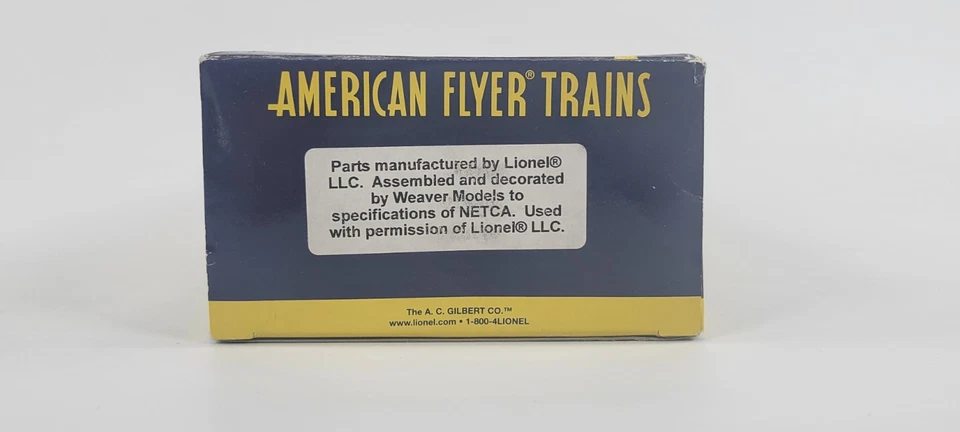 AMERICAN FLYER® TRAINS
Parts manufactured by Lionel®
LLC. Assembled and decorated
by Weaver Models to
specifications of NETCA. Used
with permission of Lionel® LLC.
The A. C. GILBERT CO.™
www.lionel.com • 1-800-4LIONEL